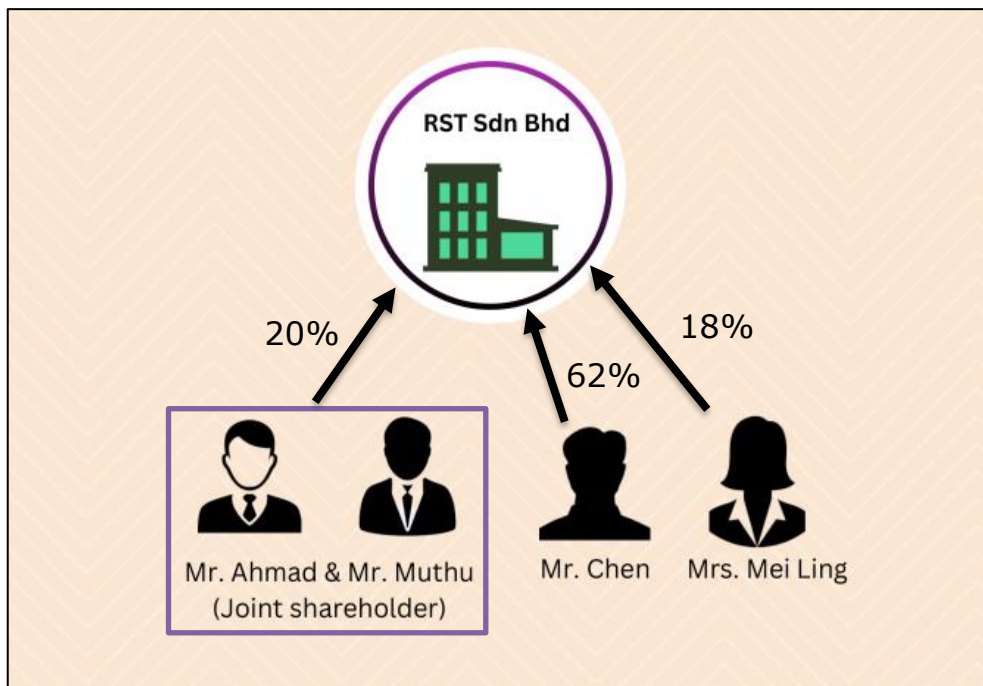 RST Sdn Bhd
20%
62%
18%
Mr. Ahmad & Mr. Muthu
(Joint shareholder)
Mr. Chen
Mrs. Mei Ling